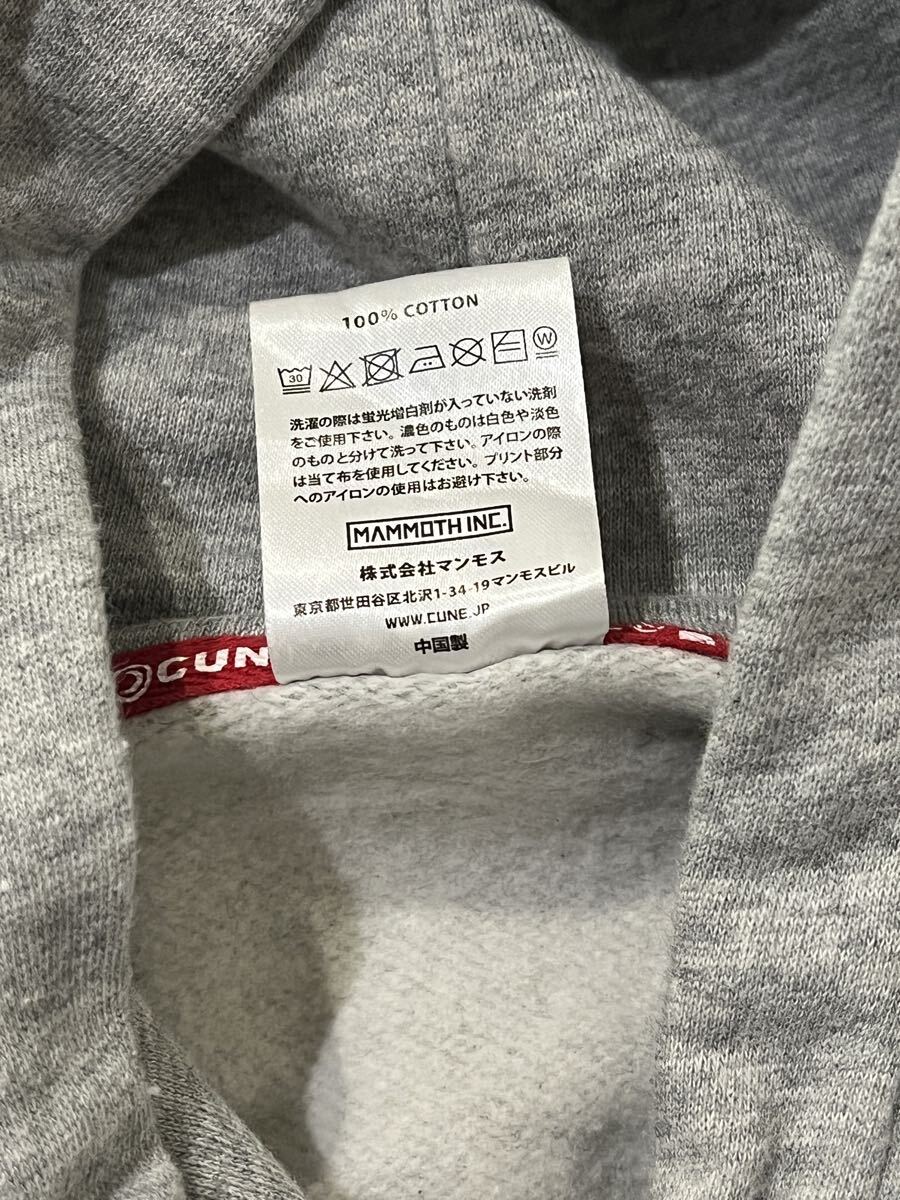 100% COTTON
30
W
洗濯の際は蛍光増白剤が入っていない洗剤
をご使用下さい。濃色のものは白色や淡色
のものと分けて洗って下さい。アイロンの際
は当て布を使用してください。プリント部分
へのアイロンの使用はお避け下さい。
MAMMOTH INC.
株式会社マンモス
東京都世田谷区北沢1-34-19マンモスビル
WWW.CUNE.JP
中国製
CUN